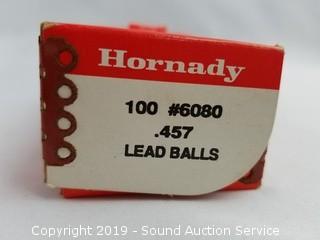 Hornady
100 #6080
.457
LEAD BALLS
Copyright 2019 - Sound Auction Service